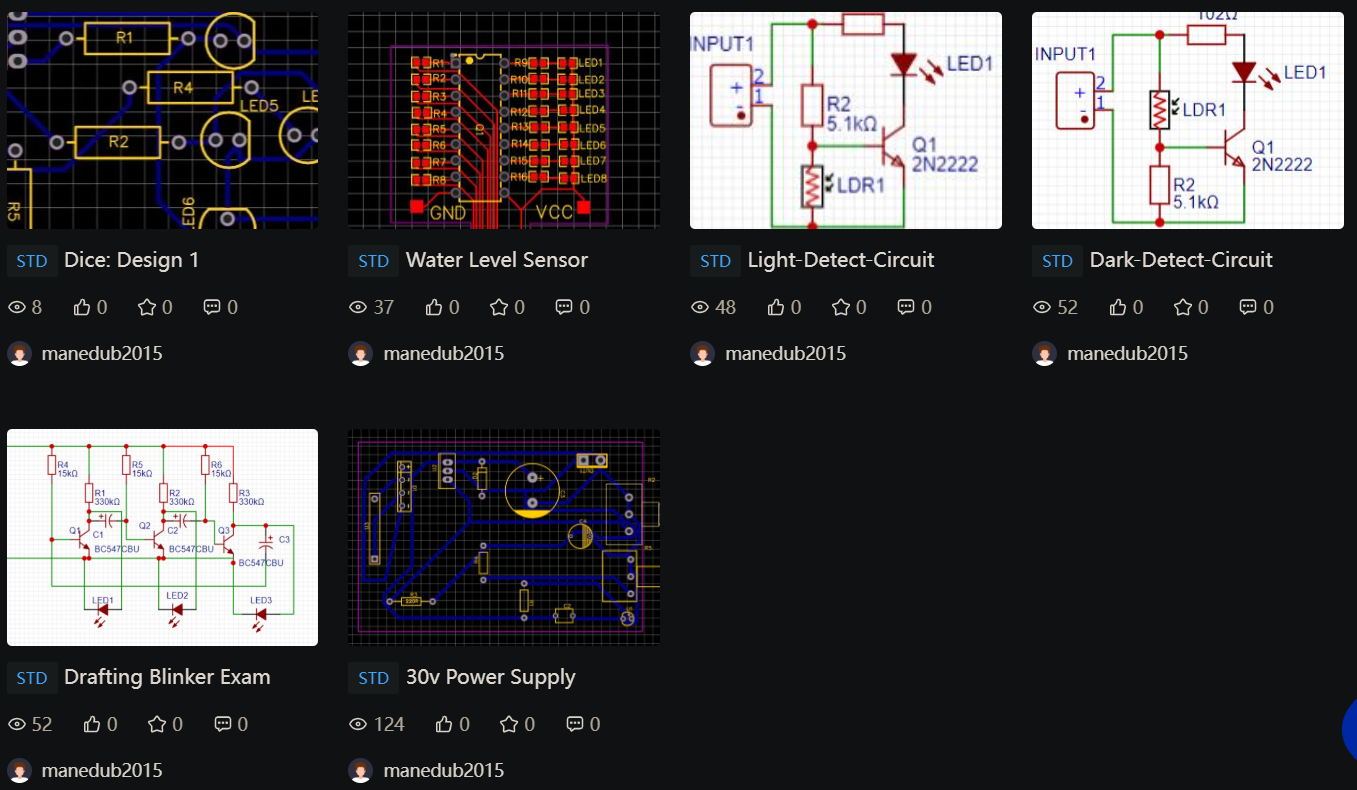 R1
R4
LED5
LE
R2
R5
LED6
R1
R2
R3
R4
R5
R6
R7
R8
R9
R10
R11
R12
R13
R14
R15
R16
LED1
LED2
LED3
LED4
LED5
LED6
LED7
LED8
GND
VCC
INPUT1
+ 2
- 1
R2
5.1kΩ
LED1
Q1
2N2222
LDR1
102Ω
INPUT1
+ 2
- 1
LED1
LDR1
Q1
2N2222
R2
5.1kΩ
STD Dice: Design 1
8 0 0 0
manedub2015
STD Water Level Sensor
37 0 0 0
manedub2015
STD Light-Detect-Circuit
48 0 0 0
manedub2015
STD Dark-Detect-Circuit
52 0 0 0
manedub2015
R4
15kΩ
R5
15kΩ
R6
15kΩ
R1
330kΩ
R2
330kΩ
R3
330kΩ
Q1
C1
Q2
C2
Q3
C3
BC547CBU
BC547CBU
BC547CBU
LED1
LED2
LED3
STD Drafting Blinker Exam
52 0 0 0
manedub2015
STD 30v Power Supply
124 0 0 0
manedub2015